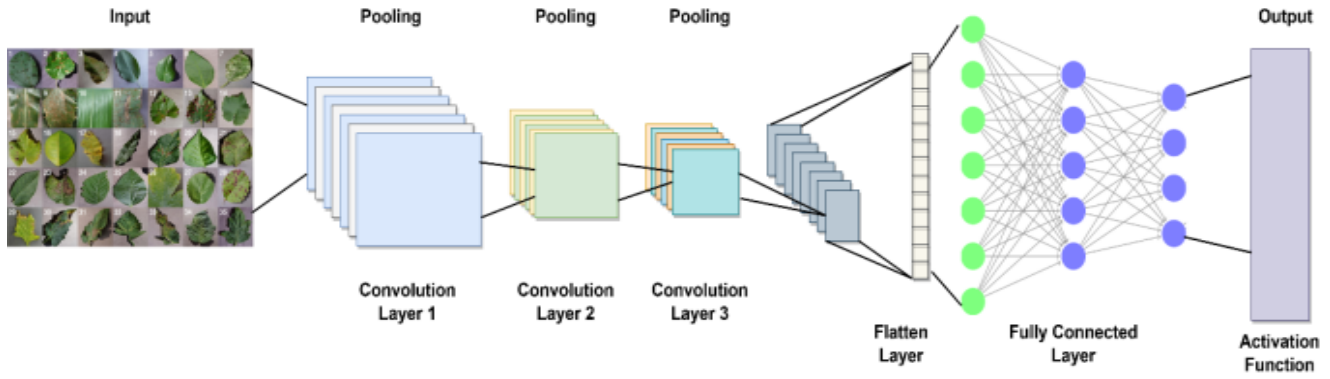 Input
Pooling
Pooling
Pooling
Output
Convolution
Layer 1
Convolution
Layer 2
Convolution
Layer 3
Flatten
Layer
Fully Connected
Layer
Activation
Function